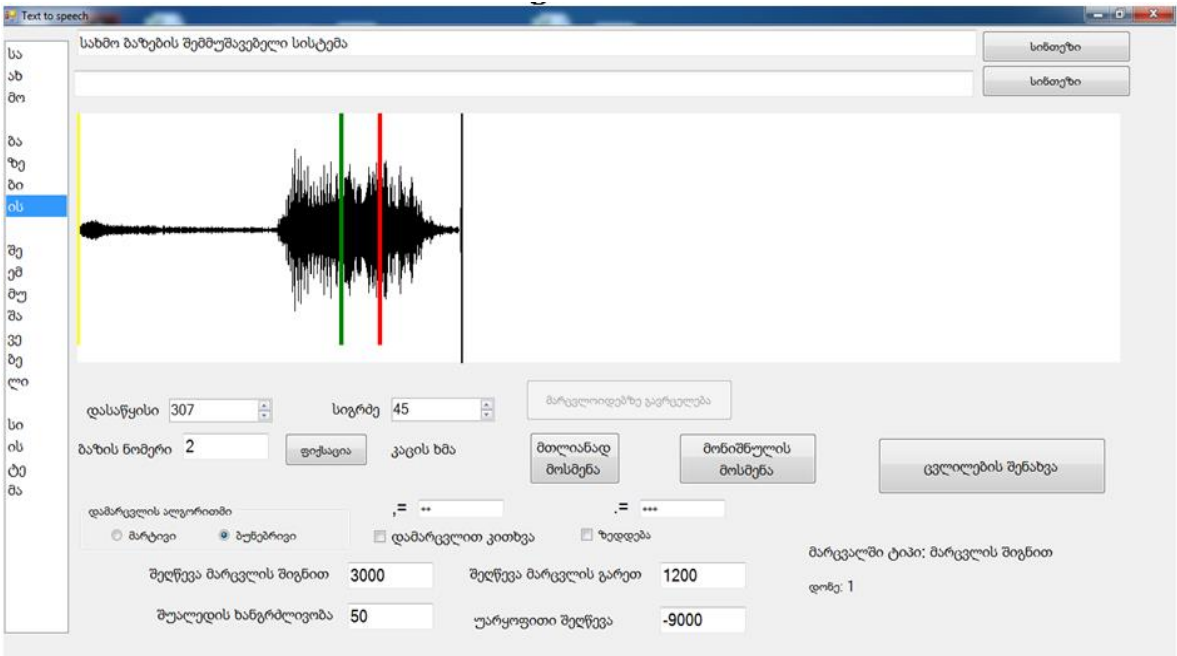 Text to speech
სახმო ბაზების შემმუშავებელი სისტემა
სინთეზი
სინთეზი
სა
ახ
მო
ბა
ზე
ბი
ის
შე
ემ
მუ
შა
ვე
ბე
ლი
სი
ის
ტე
მა
დასაწყისი 307 სიგრძე 45 მარცვლოიდებზე გავრცელება
ბაზის ნომერი 2 ფიქსაცია კაცის ხმა
მთლიანად მოსმენა
მონიშნულის მოსმენა
ცვლილების შენახვა
,= ** .= ***
დამარცვლის ალგორითმი
მარტივი ბუნებრივი დამარცვლით კითხვა ზედდება
მარცვალში ტიპი: მარცვლის შიგნით
დონე: 1
შეღწევა მარცვლის შიგნით 3000 შეღწევა მარცვლის გარეთ 1200
შუალედის ხანგრძლივობა 50 უარყოფითი შეღწევა -9000